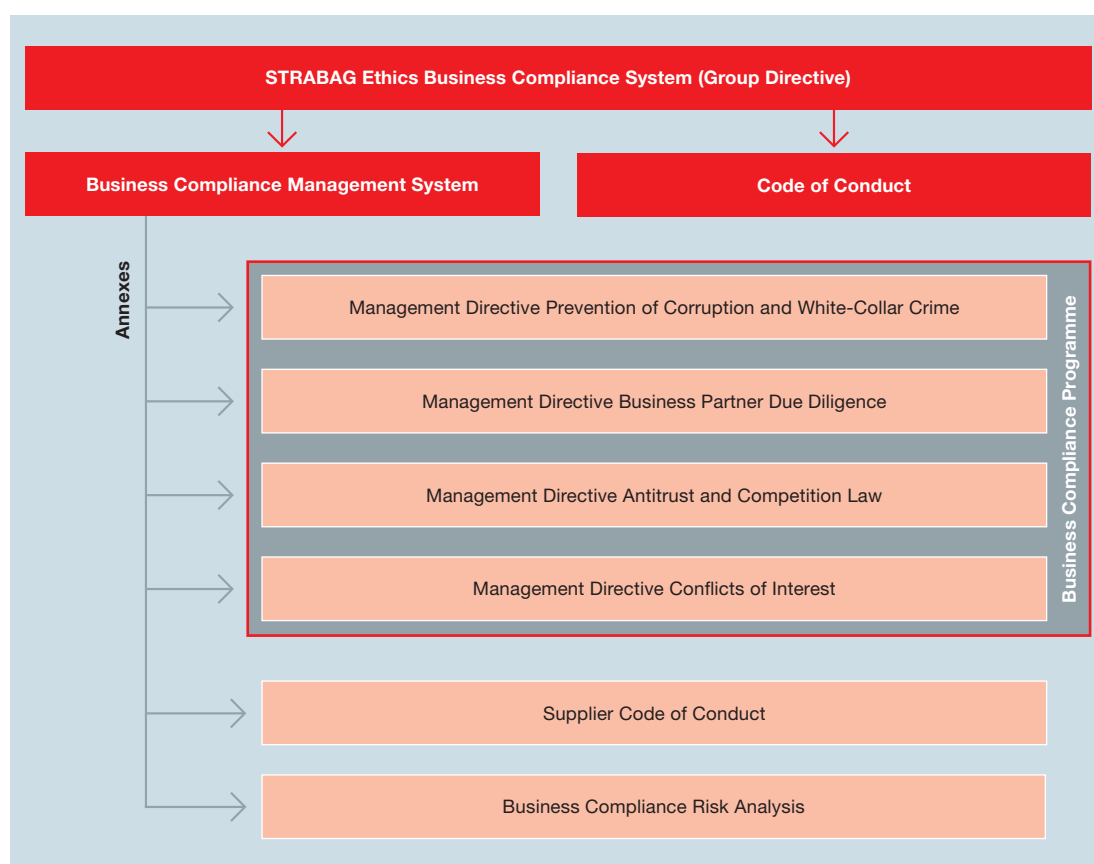 STRABAG Ethics Business Compliance System (Group Directive)
Business Compliance Management System
Code of Conduct
Annexes
Management Directive Prevention of Corruption and White-Collar Crime
Management Directive Business Partner Due Diligence
Management Directive Antitrust and Competition Law
Management Directive Conflicts of Interest
Business Compliance Programme
Supplier Code of Conduct
Business Compliance Risk Analysis